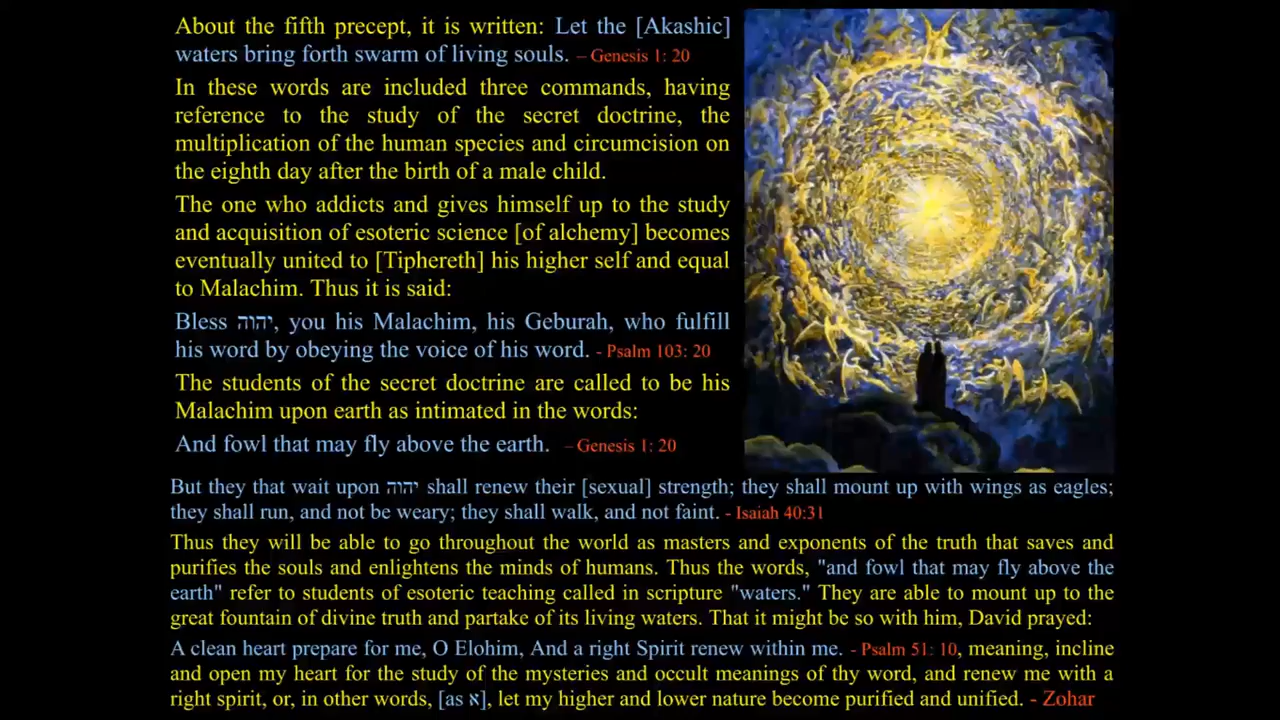 About the fifth precept, it is written: Let the [Akashic]
waters bring forth swarm of living souls. – Genesis 1: 20
In these words are included three commands, having
reference to the study of the secret doctrine, the
multiplication of the human species and circumcision on
the eighth day after the birth of a male child.
The one who addicts and gives himself up to the study
and acquisition of esoteric science [of alchemy] becomes
eventually united to [Tiphereth] his higher self and equal
to Malachim. Thus it is said:
Bless יהוה, you his Malachim, his Geburah, who fulfill
his word by obeying the voice of his word. - Psalm 103: 20
The students of the secret doctrine are called to be his
Malachim upon earth as intimated in the words:
And fowl that may fly above the earth. – Genesis 1: 20
But they that wait upon יהוה shall renew their [sexual] strength; they shall mount up with wings as eagles;
they shall run, and not be weary; they shall walk, and not faint. - Isaiah 40:31
Thus they will be able to go throughout the world as masters and exponents of the truth that saves and
purifies the souls and enlightens the minds of humans. Thus the words, "and fowl that may fly above the
earth" refer to students of esoteric teaching called in scripture "waters." They are able to mount up to the
great fountain of divine truth and partake of its living waters. That it might be so with him, David prayed:
A clean heart prepare for me, O Elohim, And a right Spirit renew within me. - Psalm 51: 10, meaning, incline
and open my heart for the study of the mysteries and occult meanings of thy word, and renew me with a
right spirit, or, in other words, [as א], let my higher and lower nature become purified and unified. - Zohar